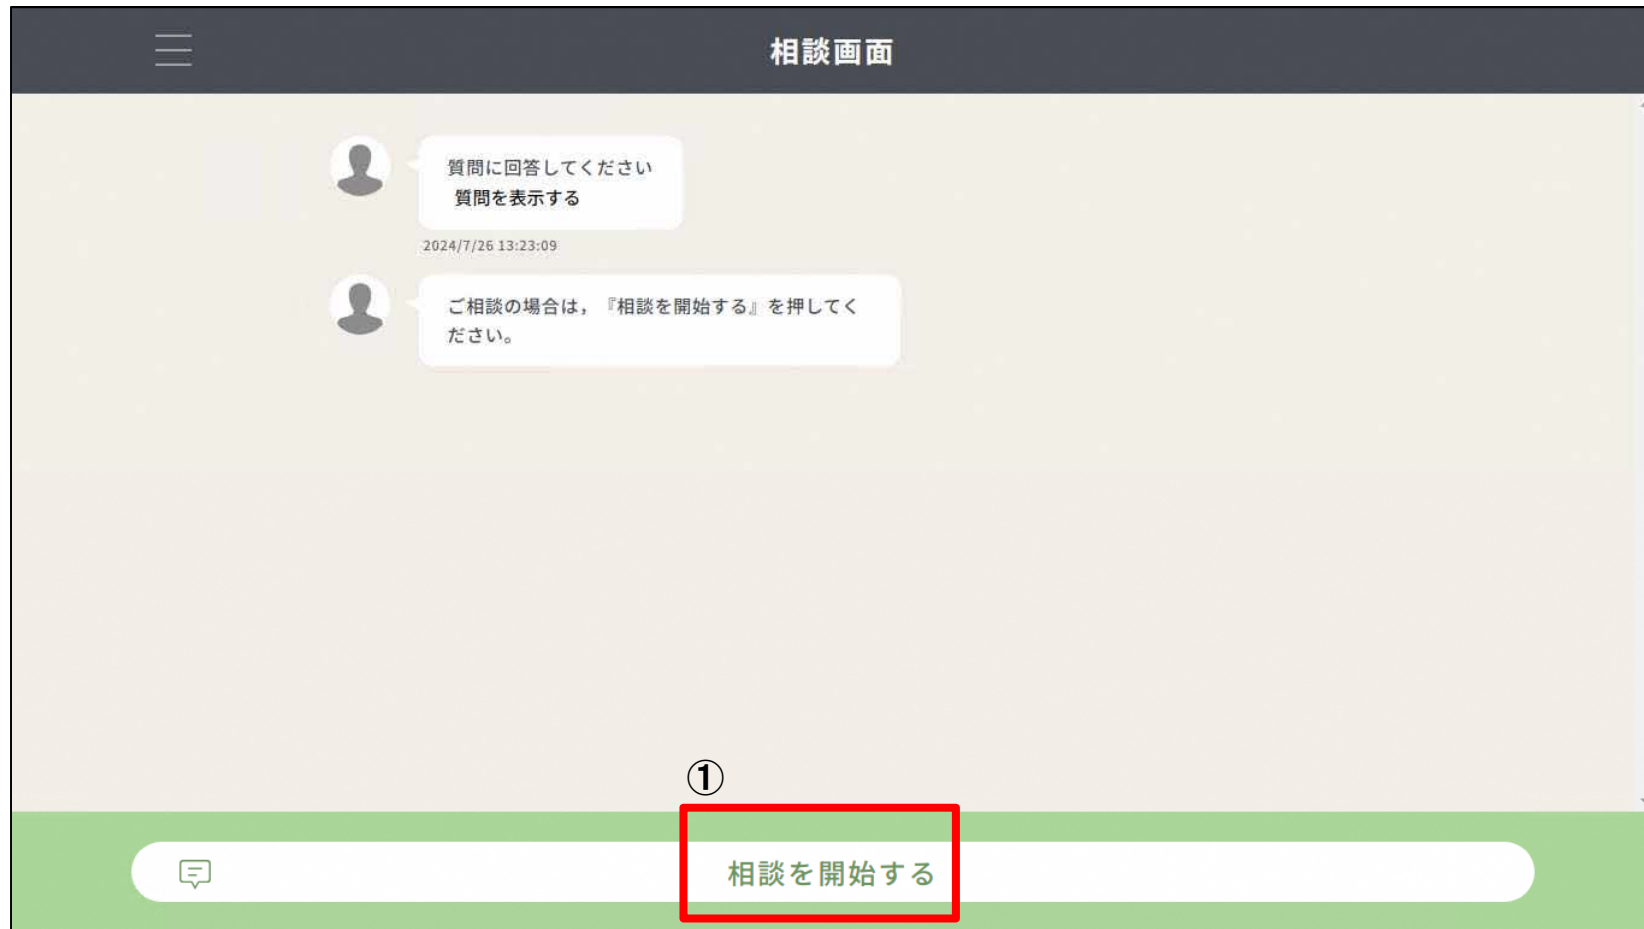 相談画面
質問に回答してください
質問を表示する
2024/7/26 13:23:09
ご相談の場合は，『相談を開始する』を押してく
ださい。
①
相談を開始する